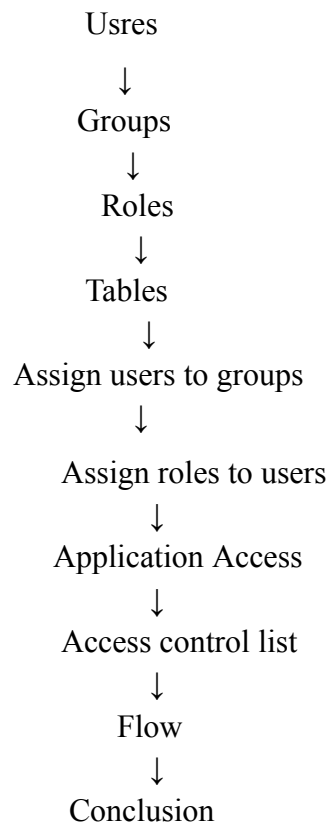 Usres
↓
Groups
↓
Roles
↓
Tables
↓
Assign users to groups
↓
Assign roles to users
↓
Application Access
↓
Access control list
↓
Flow
↓
Conclusion